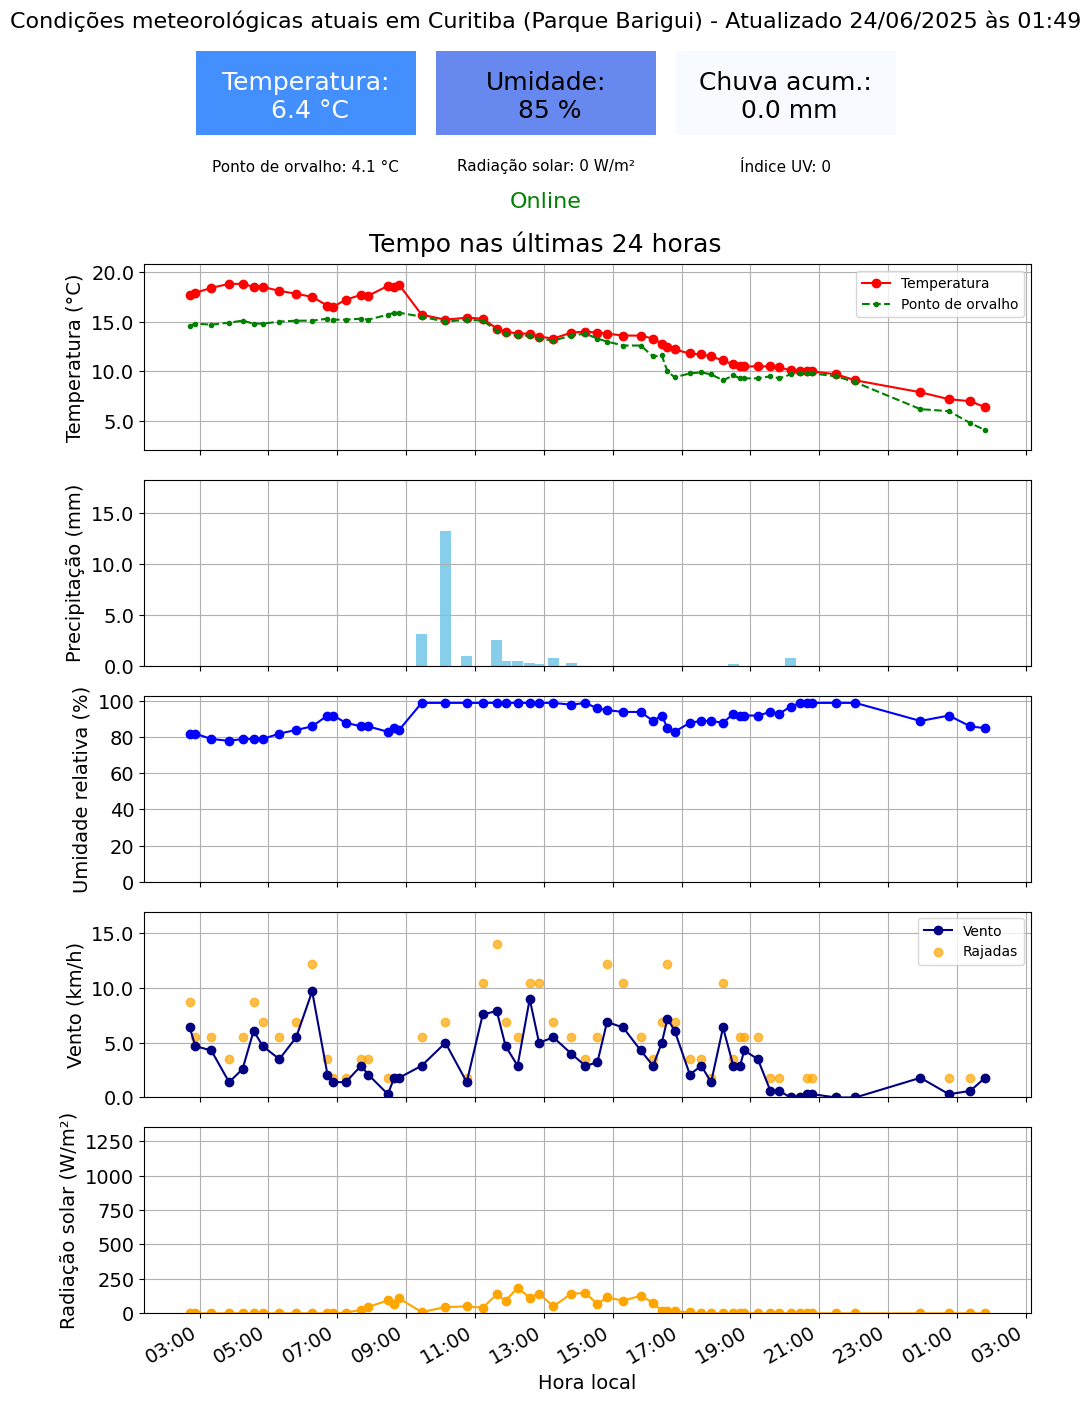 Condições meteorológicas atuais em Curitiba (Parque Barigui) - Atualizado 24/06/2025 às 01:49
Temperatura:
6.4 °C
Umidade:
85 %
Chuva acum.:
0.0 mm
Ponto de orvalho: 4.1 °C
Radiação solar: 0 W/m²
Índice UV: 0
Online
Tempo nas últimas 24 horas
Temperatura (°C)
20.0
15.0
10.0
5.0
Temperatura
Ponto de orvalho
Precipitação (mm)
15.0
10.0
5.0
0.0
Umidade relativa (%)
100
80
60
40
20
0
Vento (km/h)
15.0
10.0
5.0
0.0
Vento
Rajadas
Radiação solar (W/m²)
1250
1000
750
500
250
0
03:00
05:00
07:00
09:00
11:00
13:00
15:00
17:00
19:00
21:00
23:00
01:00
03:00
Hora local